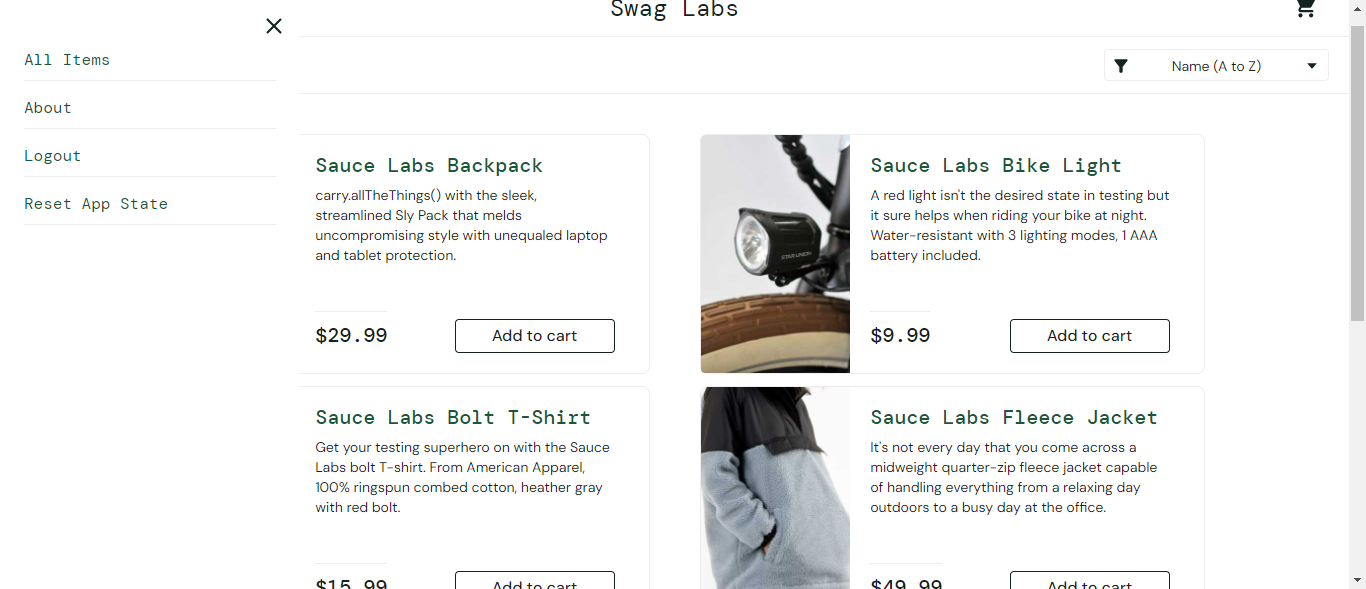 Swag Labs
All Items
About
Logout
Reset App State
Name (A to Z)
Sauce Labs Backpack
carry.allTheThings() with the sleek,
streamlined Sly Pack that melds
uncompromising style with unequaled laptop
and tablet protection.
$29.99
Add to cart
STAR UNION
Sauce Labs Bike Light
A red light isn't the desired state in testing but
it sure helps when riding your bike at night.
Water-resistant with 3 lighting modes, 1 AAA
battery included.
$9.99
Add to cart
Sauce Labs Bolt T-Shirt
Get your testing superhero on with the Sauce
Labs bolt T-shirt. From American Apparel,
100% ringspun combed cotton, heather gray
with red bolt.
$15.99
Add to cart
Sauce Labs Fleece Jacket
It's not every day that you come across a
midweight quarter-zip fleece jacket capable
of handling everything from a relaxing day
outdoors to a busy day at the office.
$49.99
Add to cart